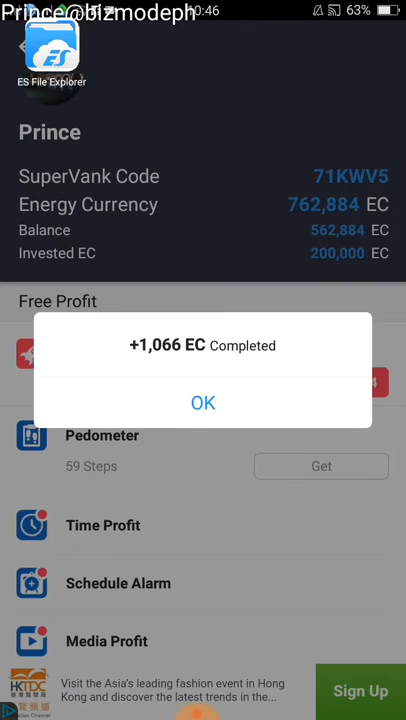 Prince@bizmodeph
10:46
63%
ES
ES File Explorer
Prince
SuperVank Code 71KWV5
Energy Currency 762,884 EC
Balance 562,884 EC
Invested EC 200,000 EC
Free Profit
+1,066 EC Completed
4
OK
Pedometer
59 Steps Get
Time Profit
Schedule Alarm
Media Profit
HKTDC
Visit the Asia's leading fashion event in Hong
Kong and discover the latest trends in the...
Sign Up